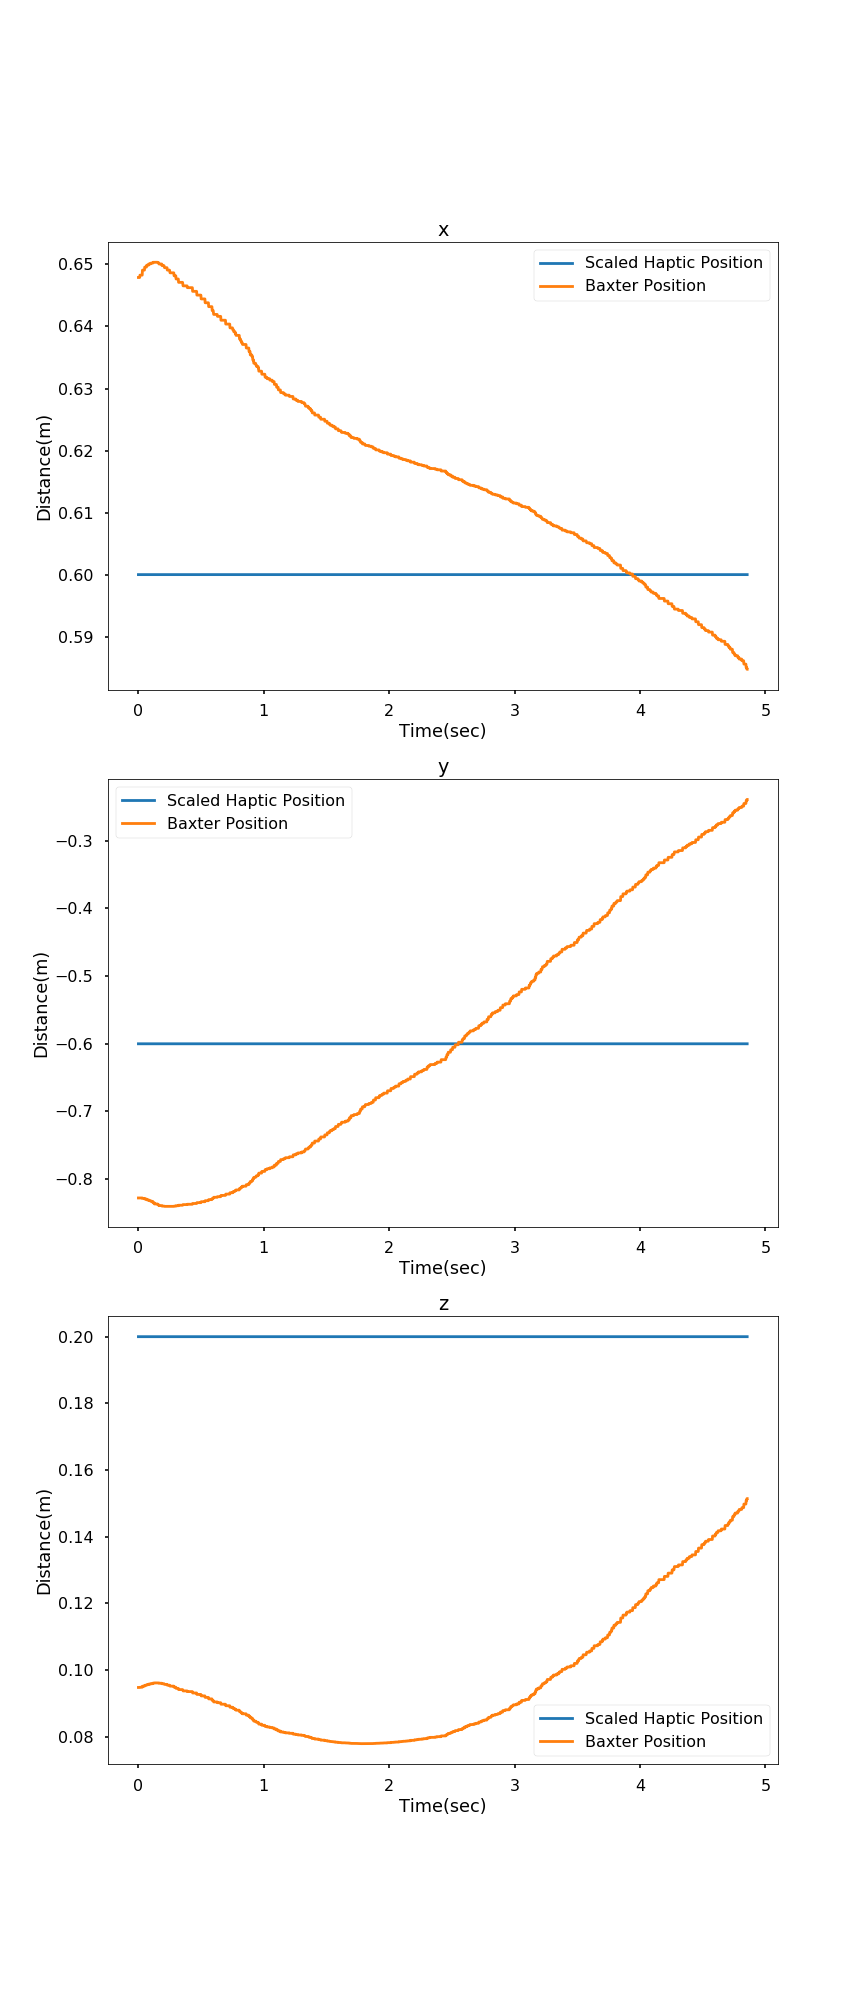 x
0.65
0.64
0.63
0.62
0.61
0.60
0.59
Distance(m)
Scaled Haptic Position
Baxter Position
0 1 2 3 4 5
Time(sec)
y
−0.3
−0.4
−0.5
−0.6
−0.7
−0.8
Distance(m)
Scaled Haptic Position
Baxter Position
0 1 2 3 4 5
Time(sec)
z
0.20
0.18
0.16
0.14
0.12
0.10
0.08
Distance(m)
Scaled Haptic Position
Baxter Position
0 1 2 3 4 5
Time(sec)